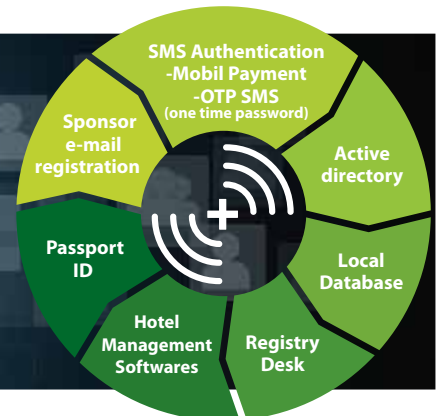 SMS Authentication
-Mobil Payment
-OTP SMS
(one time password)
Active
directory
Local
Database
Registry
Desk
Hotel
Management
Softwares
Passport
ID
Sponsor
e-mail
registration